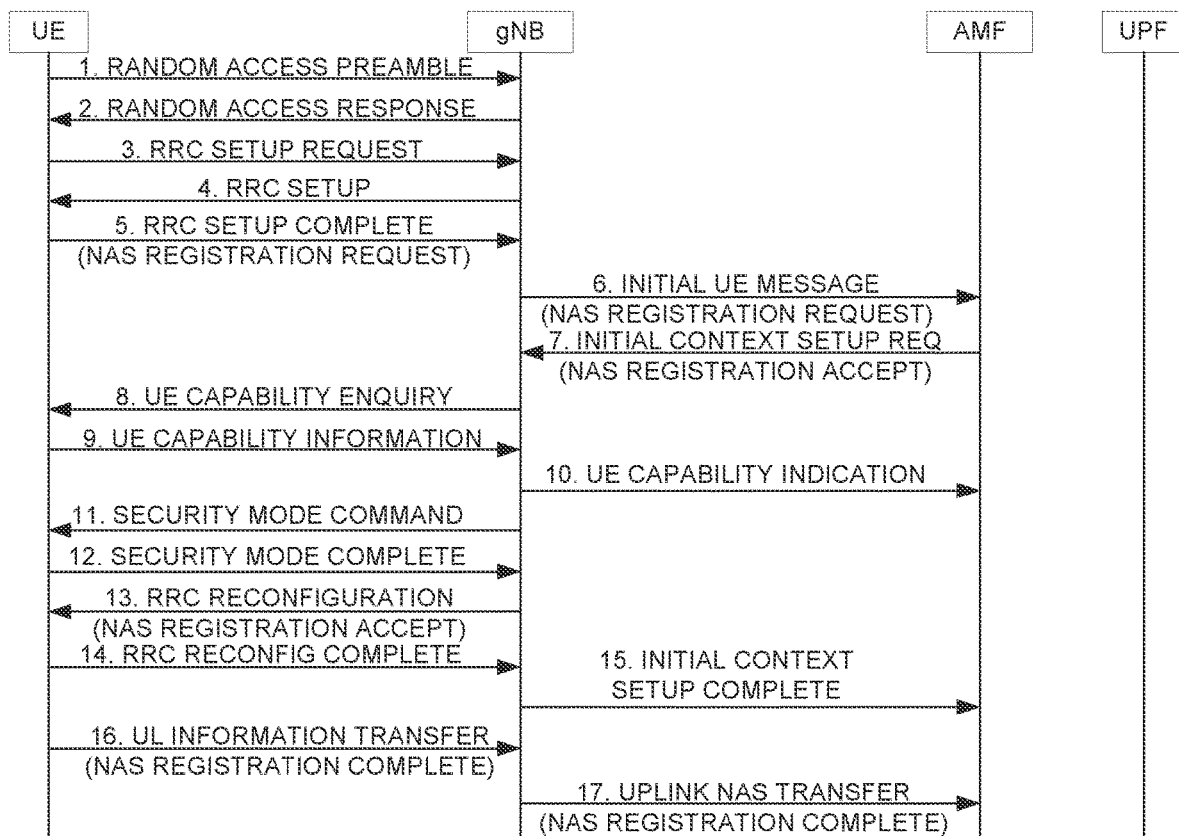 UE
gNB
AMF
UPF
1. RANDOM ACCESS PREAMBLE
2. RANDOM ACCESS RESPONSE
3. RRC SETUP REQUEST
4. RRC SETUP
5. RRC SETUP COMPLETE
(NAS REGISTRATION REQUEST)
6. INITIAL UE MESSAGE
(NAS REGISTRATION REQUEST)
7. INITIAL CONTEXT SETUP REQ
(NAS REGISTRATION ACCEPT)
8. UE CAPABILITY ENQUIRY
9. UE CAPABILITY INFORMATION
10. UE CAPABILITY INDICATION
11. SECURITY MODE COMMAND
12. SECURITY MODE COMPLETE
13. RRC RECONFIGURATION
(NAS REGISTRATION ACCEPT)
14. RRC RECONFIG COMPLETE
15. INITIAL CONTEXT
SETUP COMPLETE
16. UL INFORMATION TRANSFER
(NAS REGISTRATION COMPLETE)
17. UPLINK NAS TRANSFER
(NAS REGISTRATION COMPLETE)